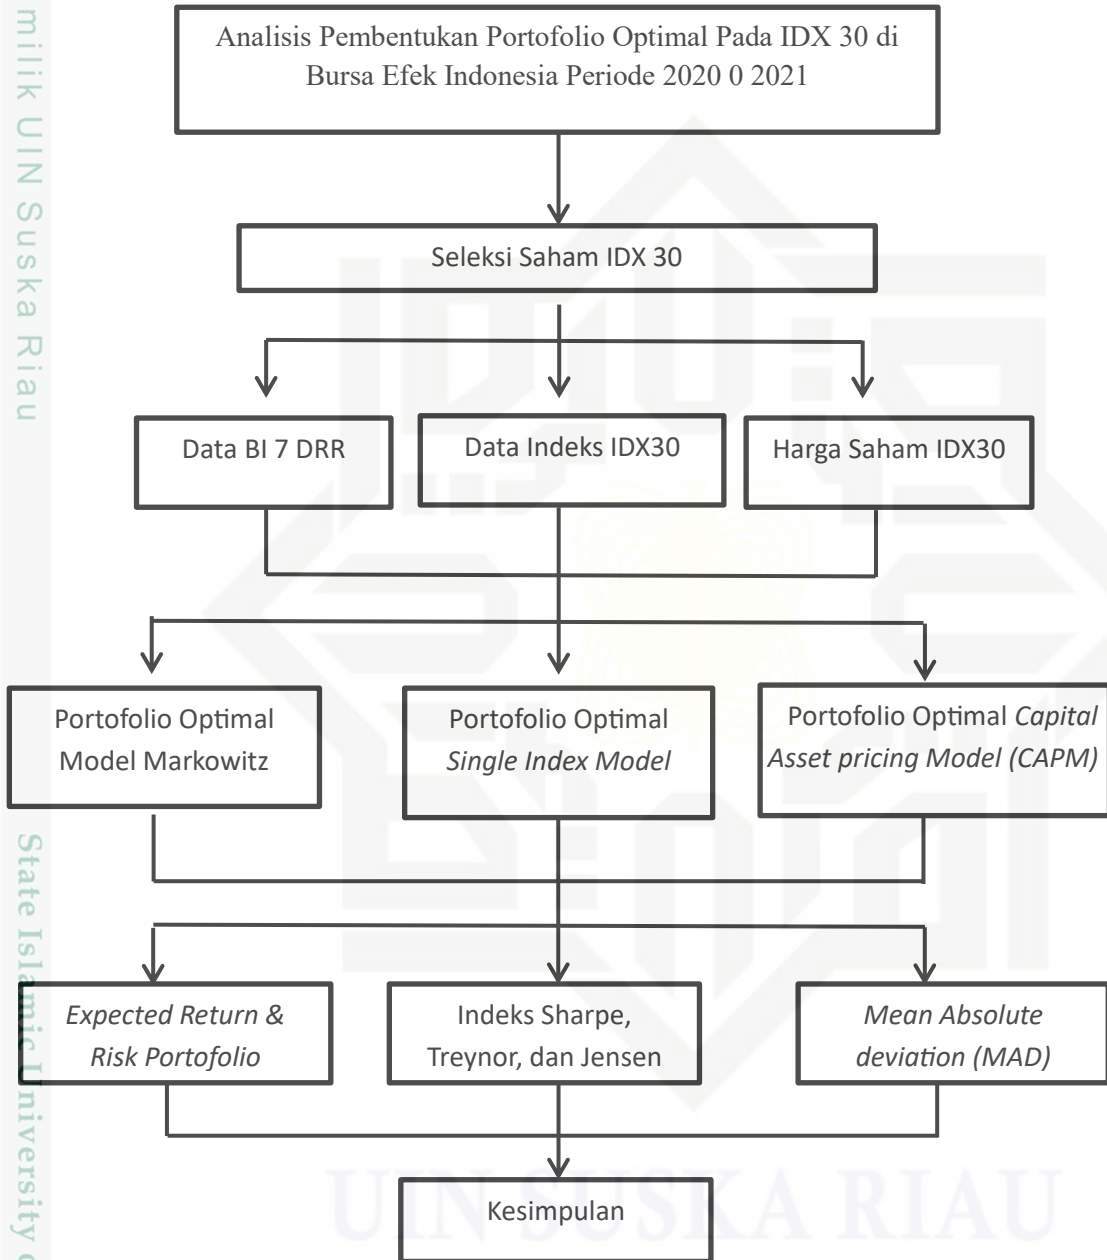 Analisis Pembentukan Portofolio Optimal Pada IDX 30 di
Bursa Efek Indonesia Periode 2020 0 2021
Seleksi Saham IDX 30
Data BI 7 DRR
Data Indeks IDX30
Harga Saham IDX30
Portofolio Optimal
Model Markowitz
Portofolio Optimal
Single Index Model
Portofolio Optimal Capital
Asset pricing Model (CAPM)
Expected Return &
Risk Portofolio
Indeks Sharpe,
Treynor, dan Jensen
Mean Absolute
deviation (MAD)
Kesimpulan
milik UIN Suska Riau
State Islamic University
UIN SUSKA RIAU